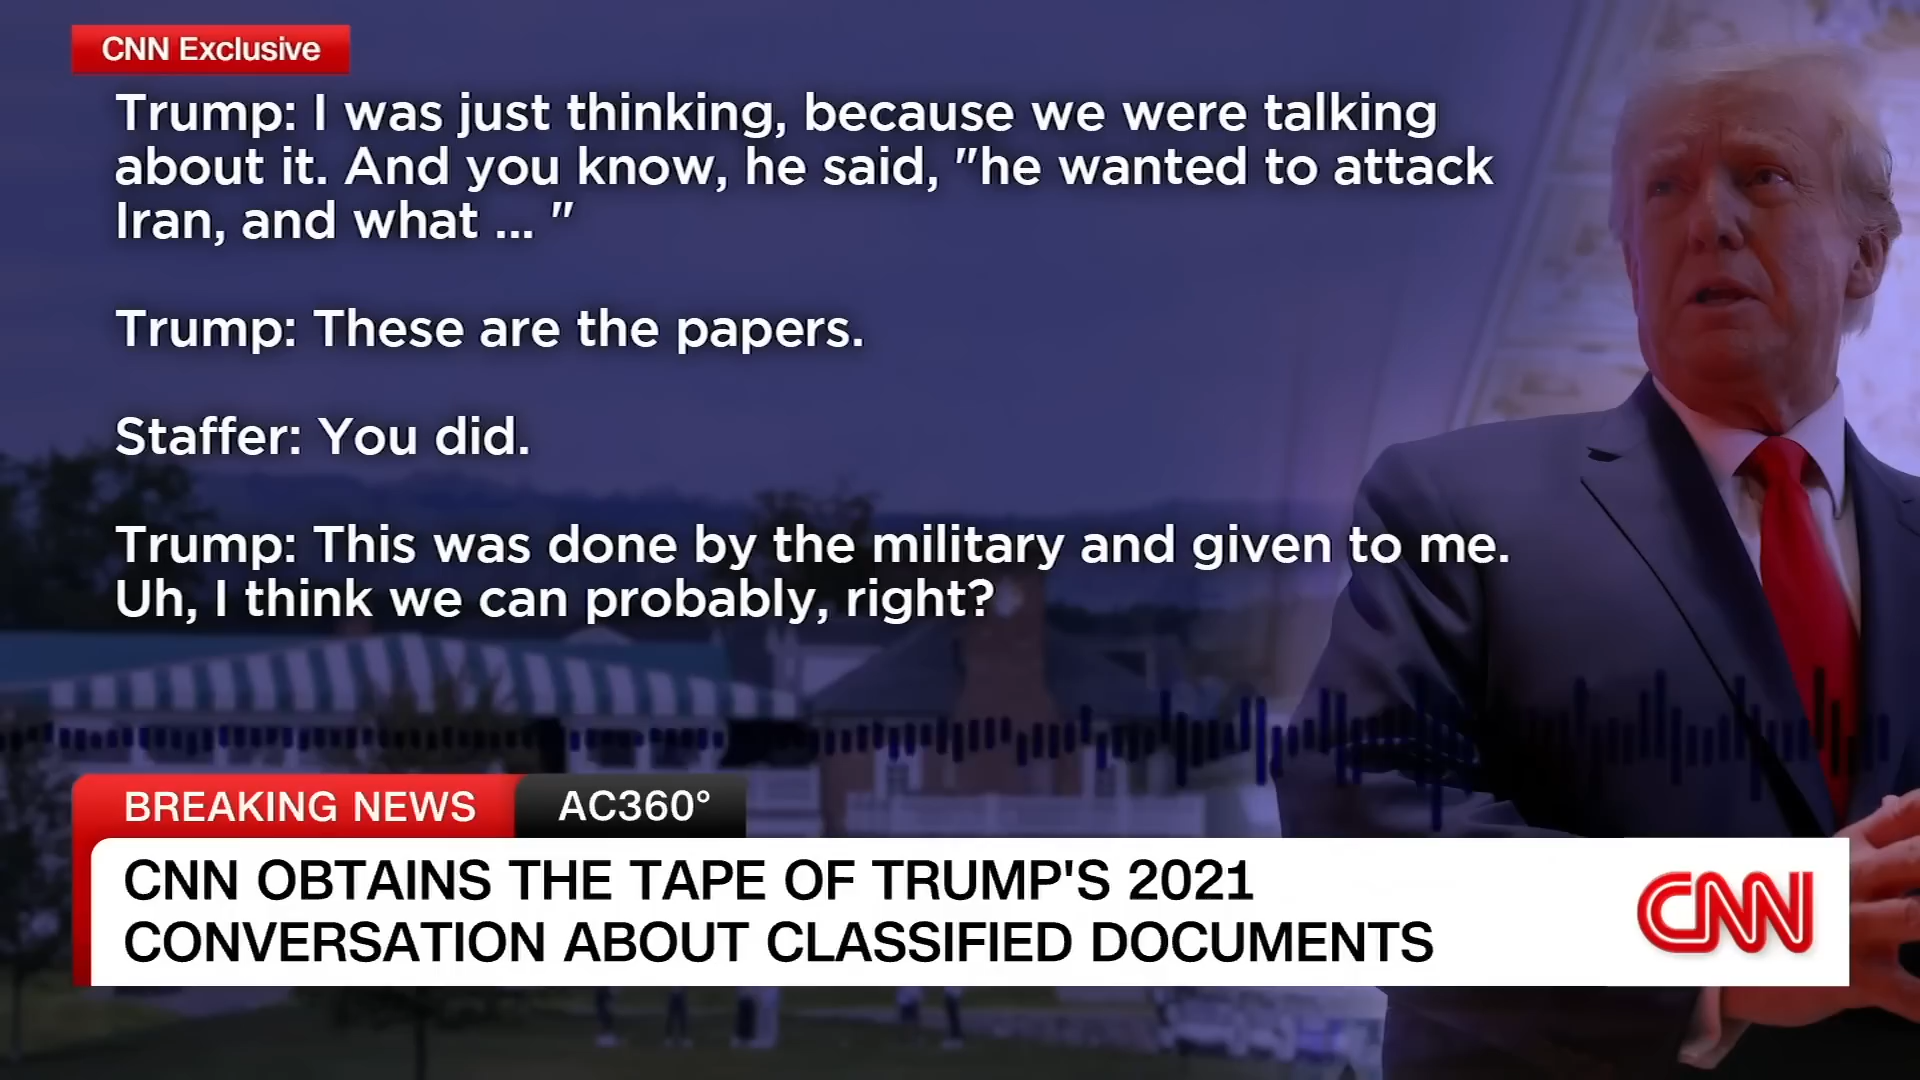 CNN Exclusive
Trump: I was just thinking, because we were talking
about it. And you know, he said, "he wanted to attack
Iran, and what ... "
Trump: These are the papers.
Staffer: You did.
Trump: This was done by the military and given to me.
Uh, I think we can probably, right?
BREAKING NEWS AC360°
CNN OBTAINS THE TAPE OF TRUMP'S 2021
CONVERSATION ABOUT CLASSIFIED DOCUMENTS
CNN